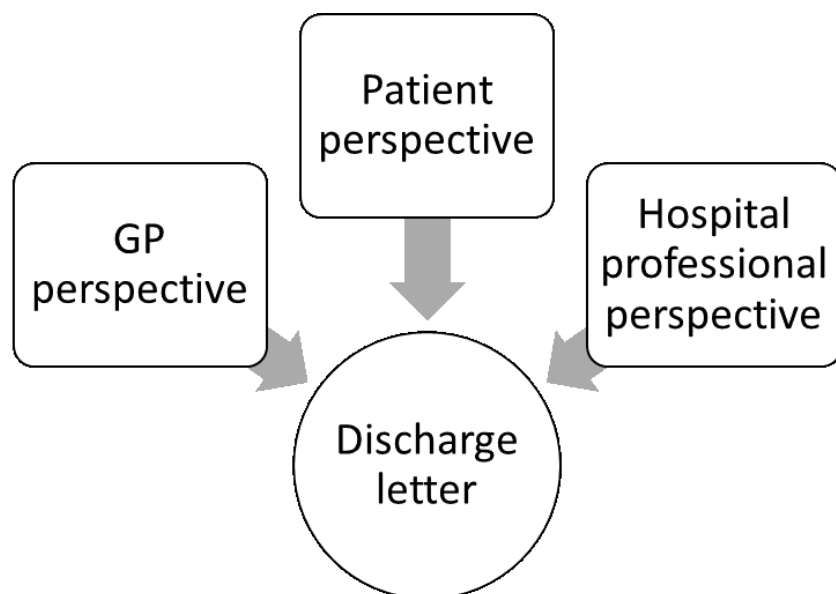 Patient
perspective
GP
perspective
Hospital
professional
perspective
Discharge
letter